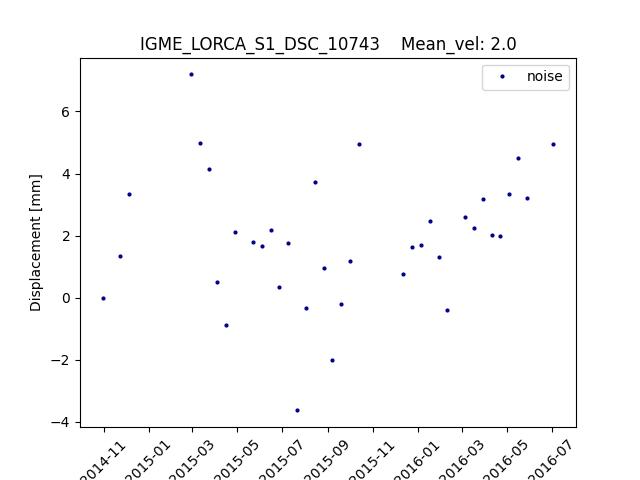 IGME_LORCA_S1_DSC_10743    Mean_vel: 2.0
noise
Displacement [mm]
6
4
2
0
−2
−4
2014-11 2015-01 2015-03 2015-05 2015-07 2015-09 2015-11 2016-01 2016-03 2016-05 2016-07